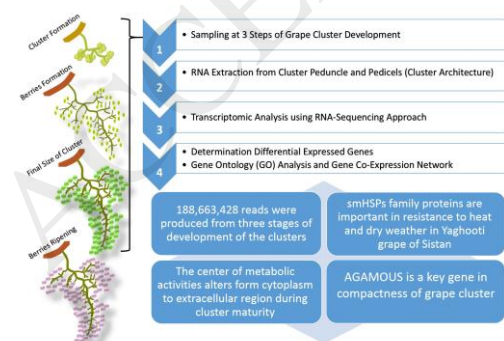 Cluster Formation
Berries Formation
Final Size of Cluster
Berries Ripening
1
• Sampling at 3 Steps of Grape Cluster Development
2
• RNA Extraction from Cluster Peduncle and Pedicels (Cluster Architecture)
3
• Transcriptomic Analysis using RNA-Sequencing Approach
4
• Determination Differential Expressed Genes
• Gene Ontology (GO) Analysis and Gene Co-Expression Network
188,663,428 reads were
produced from three stages of
development of the clusters
smHSPs family proteins are
important in resistance to heat
and dry weather in Yaghooti
grape of Sistan
The center of metabolic
activities alters form cytoplasm
to extracellular region during
cluster maturity
AGAMOUS is a key gene in
compactness of grape cluster